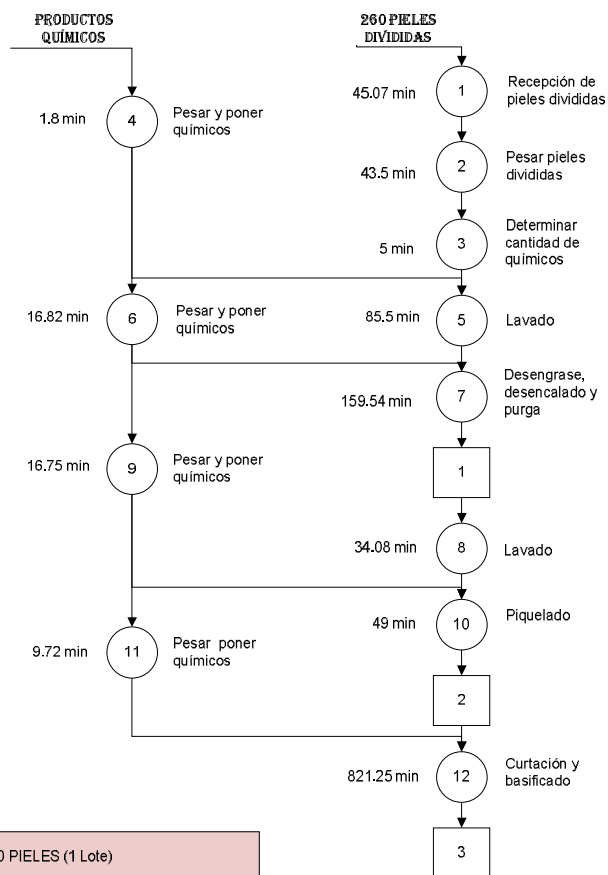 PRODUCTOS
QUÍMICOS
260 PIELES
DIVIDIDAS
45.07 min
1
Recepción de
pieles divididas
1.8 min
4
Pesar y poner
químicos
43.5 min
2
Pesar pieles
divididas
5 min
3
Determinar
cantidad de
químicos
16.82 min
6
Pesar y poner
químicos
85.5 min
5
Lavado
159.54 min
7
Desengrase,
desencalado y
purga
16.75 min
9
Pesar y poner
químicos
1
34.08 min
8
Lavado
49 min
10
Piquelado
9.72 min
11
Pesar poner
químicos
2
821.25 min
12
Curtación y
basificado
3
0 PIELES (1 Lote)